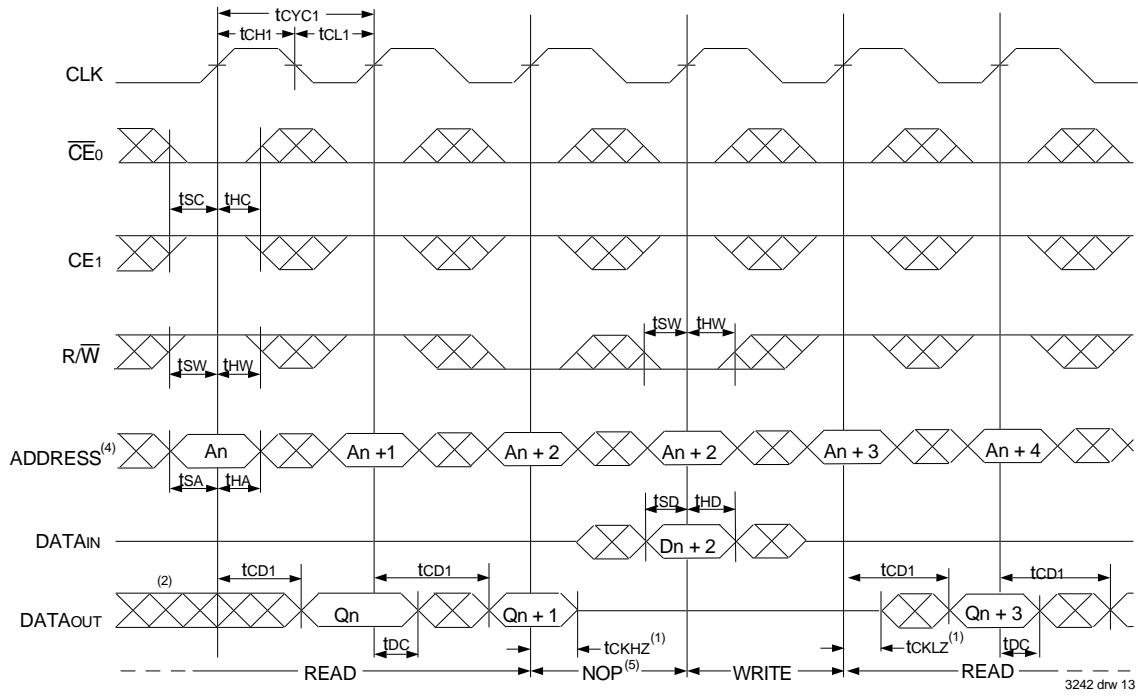 tCYC1
tCH1 tCL1
CLK
CE0
tSC tHC
CE1
tSW tHW
R/W
tSW tHW
ADDRESS(4) An An +1 An + 2 An + 2 An + 3 An + 4
tSA tHA
tSD tHD
DATAIN Dn + 2
(2) tCD1 tCD1 tCD1 tCD1
DATAOUT Qn Qn + 1 Qn + 3
tDC tCKHZ(1) tCKLZ(1) tDC
READ NOP(5) WRITE READ
3242 drw 13